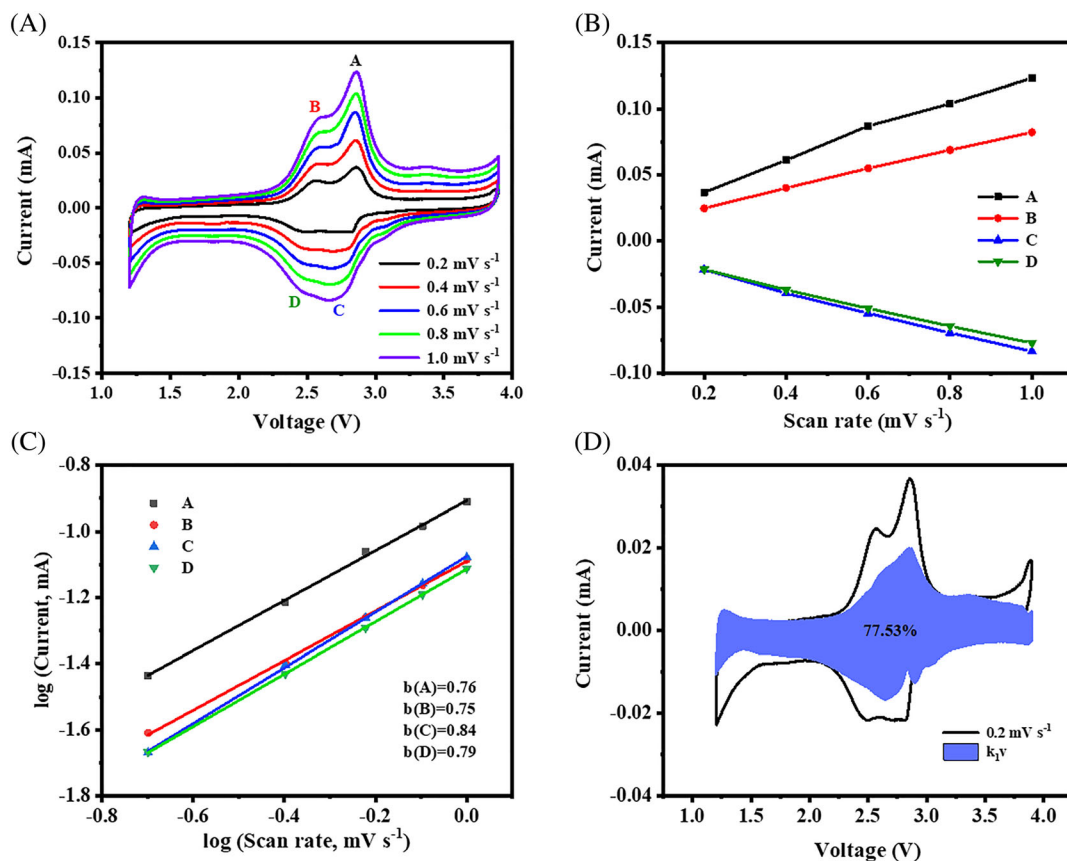 (A)
0.15
0.10
0.05
0.00
-0.05
-0.10
-0.15
Current (mA)
A
B
D
C
0.2 mV s⁻¹
0.4 mV s⁻¹
0.6 mV s⁻¹
0.8 mV s⁻¹
1.0 mV s⁻¹
1.0 1.5 2.0 2.5 3.0 3.5 4.0
Voltage (V)
(B)
0.15
0.10
0.05
0.00
-0.05
-0.10
Current (mA)
A
B
C
D
0.2 0.4 0.6 0.8 1.0
Scan rate (mV s⁻¹)
(C)
-0.8
-1.0
-1.2
-1.4
-1.6
-1.8
log (Current, mA)
A
B
C
D
b(A)=0.76
b(B)=0.75
b(C)=0.84
b(D)=0.79
-0.8 -0.6 -0.4 -0.2 0.0
log (Scan rate, mV s⁻¹)
(D)
0.04
0.02
0.00
-0.02
-0.04
Current (mA)
77.53%
0.2 mV s⁻¹
k₁v
1.0 1.5 2.0 2.5 3.0 3.5 4.0
Voltage (V)